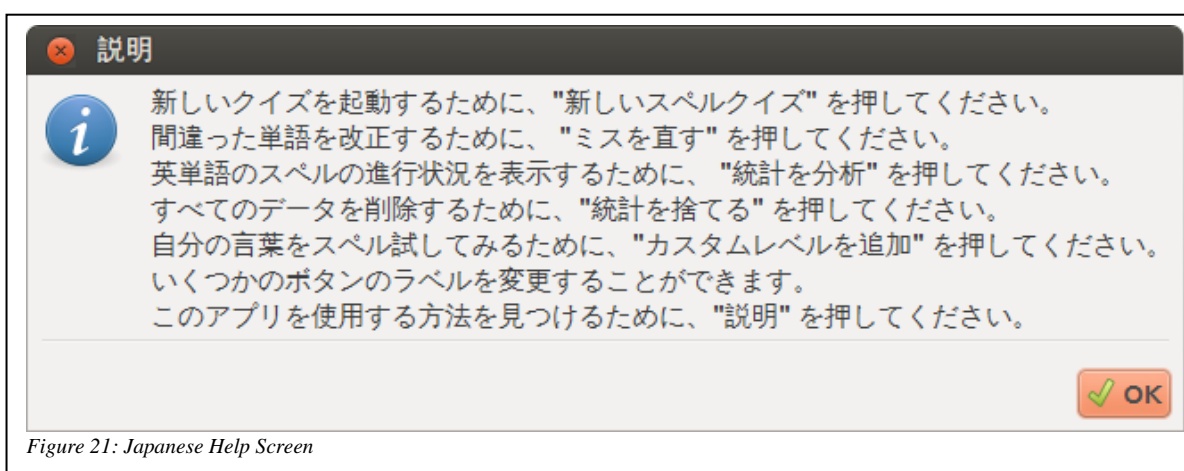 説明
新しいクイズを起動するために、"新しいスペルクイズ" を押してください。
間違った単語を改正するために、 "ミスを直す" を押してください。
英単語のスペルの進行状況を表示するために、 "統計を分析" を押してください。
すべてのデータを削除するために、"統計を捨てる" を押してください。
自分の言葉をスペル試してみるために、"カスタムレベルを追加" を押してください。
いくつかのボタンのラベルを変更することができます。
このアプリを使用する方法を見つけるために、"説明" を押してください。
OK
Figure 21: Japanese Help Screen